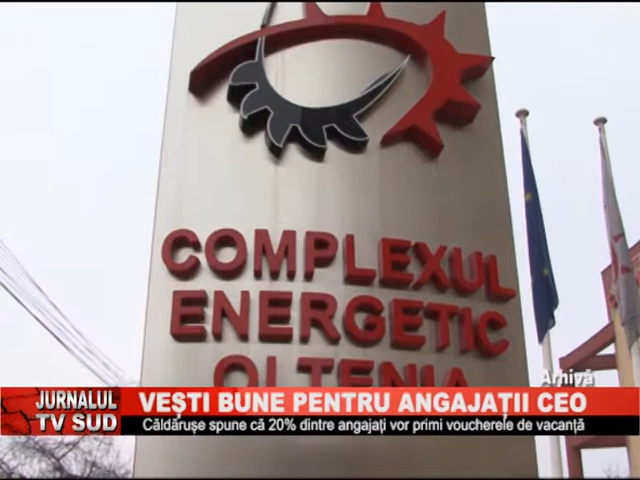 COMPLEXUL
ENERGETIC
OLTENIA
Arhivă
JURNALUL
TV SUD
VEȘTI BUNE PENTRU ANGAJAȚII CEO
Căldărușe spune că 20% dintre angajați vor primi voucherele de vacanță